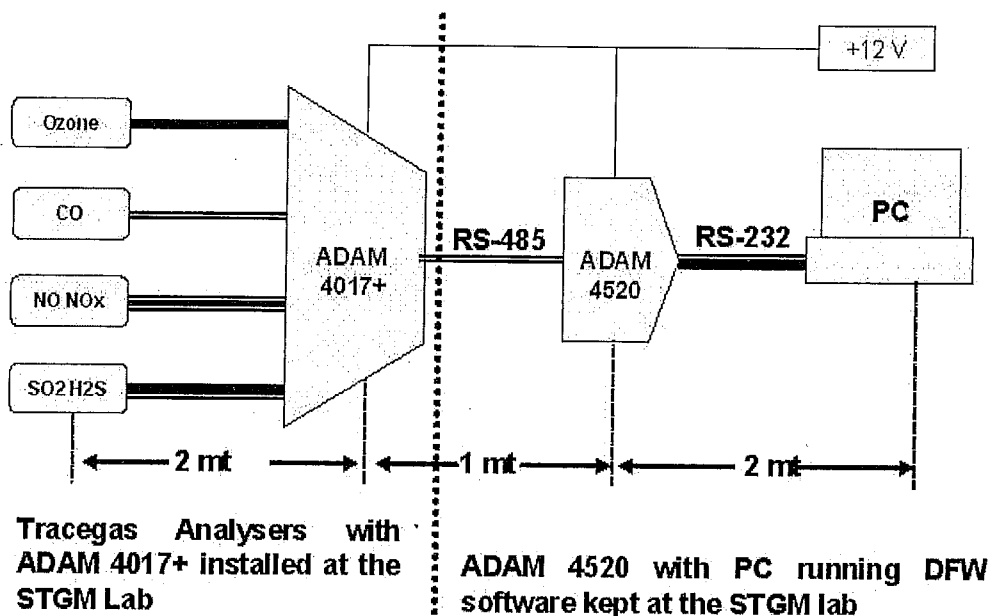 +12 V
Ozone
CO
NO NOx
SO2H2S
ADAM
4017+
RS-485
ADAM
4520
RS-232
PC
2 mt
1 mt
2 mt
Tracegas Analysers with
ADAM 4017+ installed at the
STGM Lab
ADAM 4520 with PC running DFW
software kept at the STGM lab